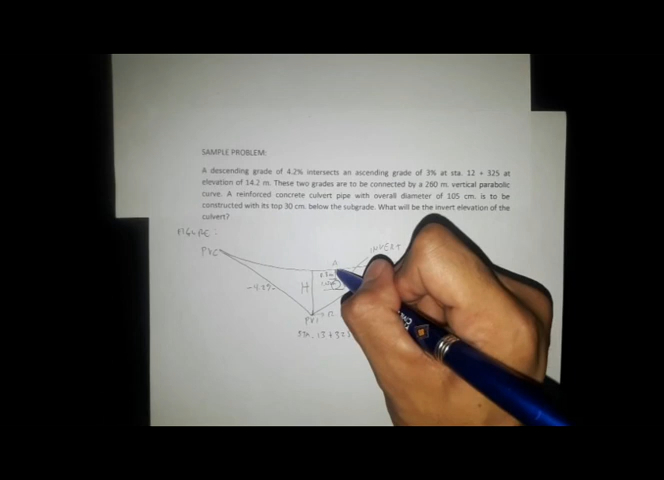 SAMPLE PROBLEM:
A descending grade of 4.2% intersects an ascending grade of 3% at sta. 12 + 325 at
elevation of 14.2 m. These two grades are to be connected by a 260 m. vertical parabolic
curve. A reinforced concrete culvert pipe with overall diameter of 105 cm. is to be
constructed with its top 30 cm. below the subgrade. What will be the invert elevation of the
culvert?
FIGURE:
PVC
INVERT
A
-4.2%
H
PVI